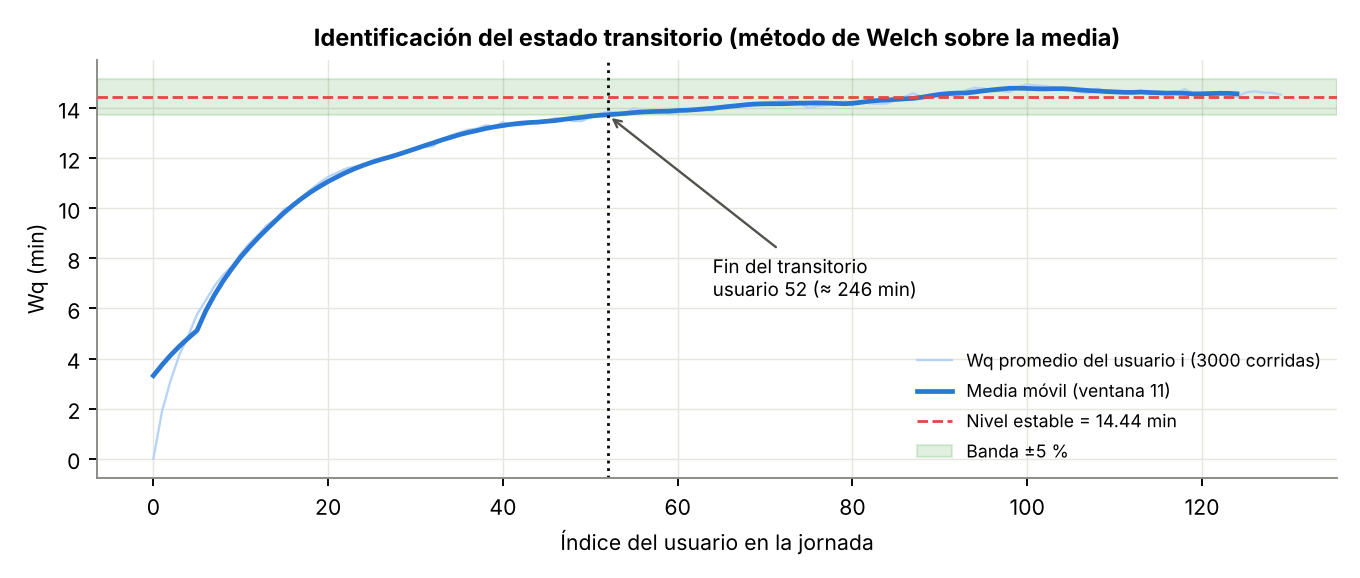 Identificación del estado transitorio (método de Welch sobre la media)
Wq (min)
14
12
10
8
6
4
2
0
Fin del transitorio
usuario 52 (≈ 246 min)
Wq promedio del usuario i (3000 corridas)
Media móvil (ventana 11)
Nivel estable = 14.44 min
Banda ±5 %
0 20 40 60 80 100 120
Índice del usuario en la jornada